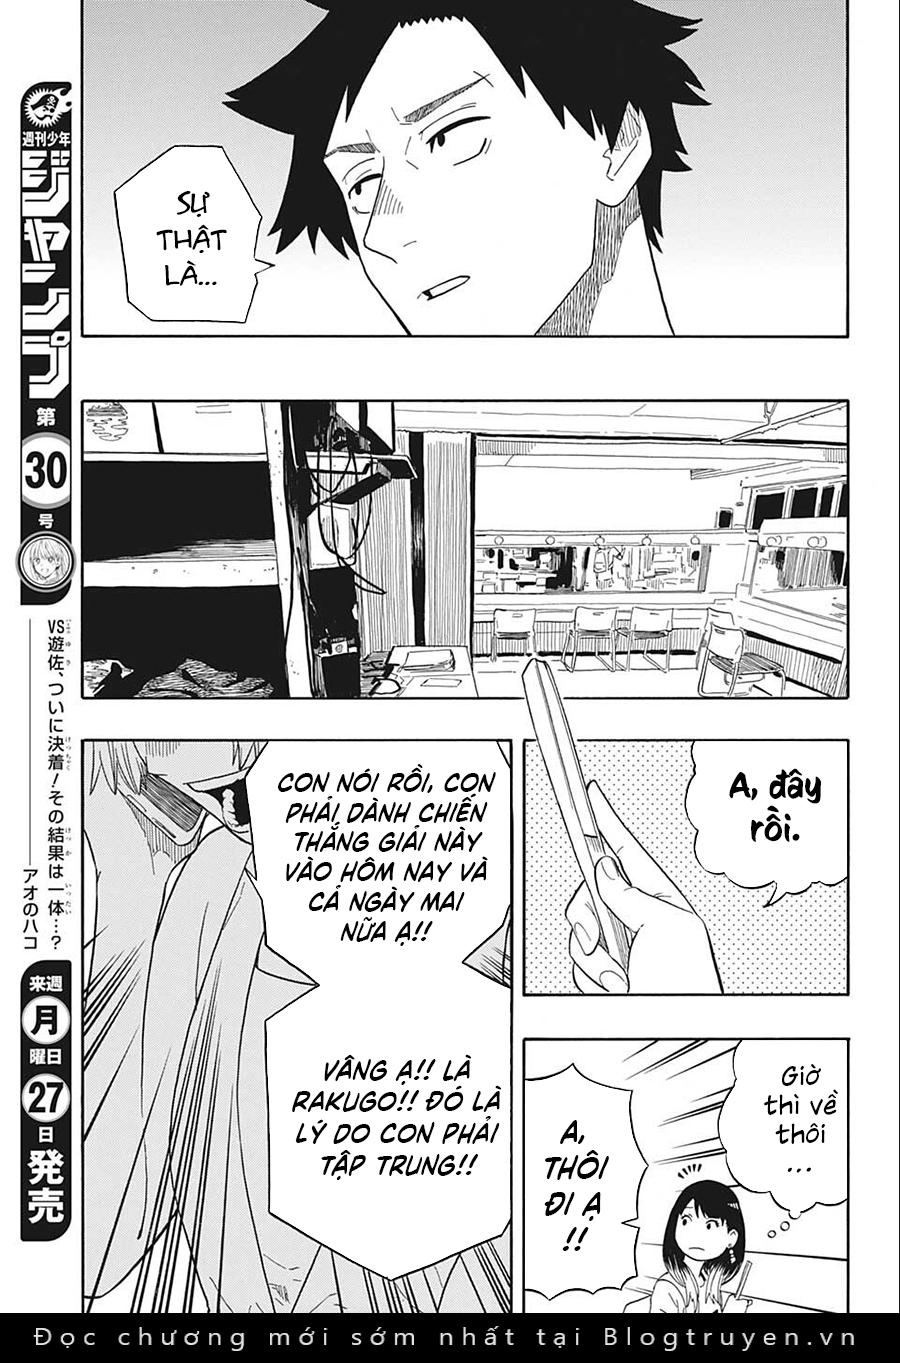 SỰ
THẬT
LÀ...
A, đây
rồi.
CON NÓI RỒI, CON
PHẢI DÀNH CHIẾN
THẮNG GIẢI NÀY
VÀO HÔM NAY VÀ
CẢ NGÀY MAI
NỮA Ạ!!
VÂNG Ạ!! LÀ
RAKUGO!! ĐÓ LÀ
LÝ DO CON PHẢI
TẬP TRUNG!!
Giờ
thì về
thôi
...
A,
THÔI
ĐI Ạ
!!
週刊少年
ジャンプ
第
30
号
VS遊佐、ついに決着!その結果は一体…?
アオのハコ
来週
月
曜日
27
日
発売
Đọc chương mới sớm nhất tại Blogtruyen.vn